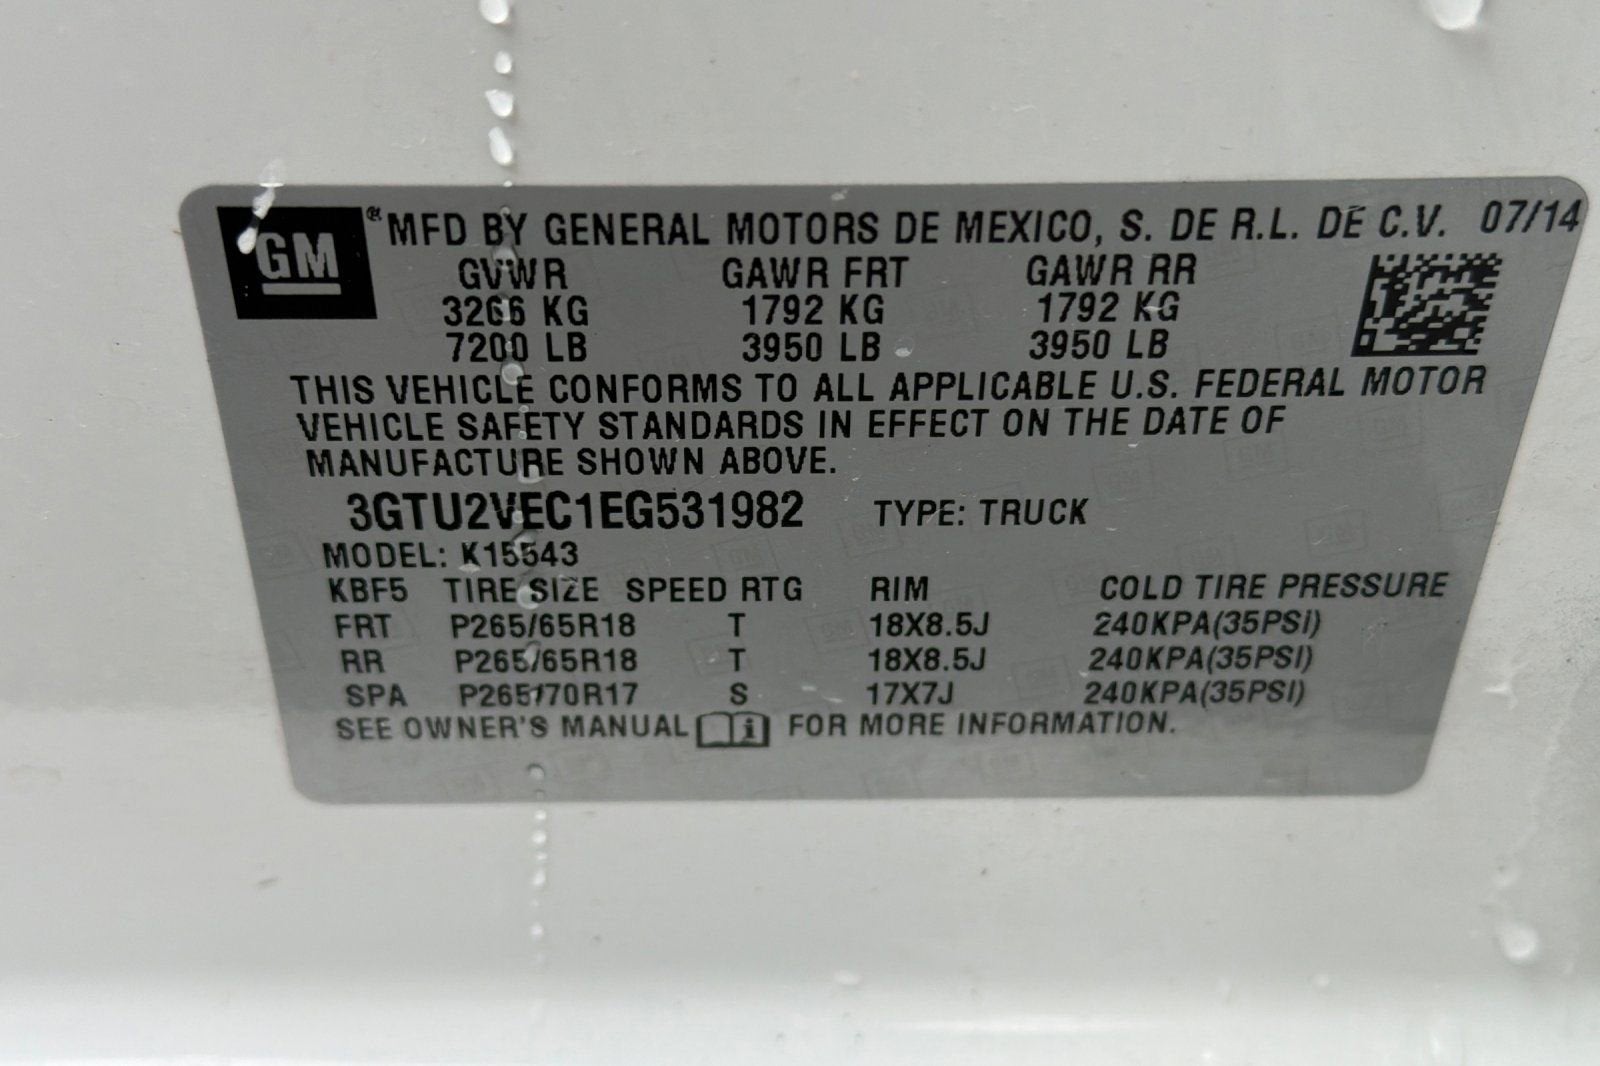 GM ® MFD BY GENERAL MOTORS DE MEXICO, S. DE R.L. DE C.V. 07/14
GVWR GAWR FRT GAWR RR
3266 KG 1792 KG 1792 KG
7200 LB 3950 LB 3950 LB
THIS VEHICLE CONFORMS TO ALL APPLICABLE U.S. FEDERAL MOTOR
VEHICLE SAFETY STANDARDS IN EFFECT ON THE DATE OF
MANUFACTURE SHOWN ABOVE.
3GTU2VEC1EG531982 TYPE: TRUCK
MODEL: K15543
KBF5 TIRE SIZE SPEED RTG RIM COLD TIRE PRESSURE
FRT P265/65R18 T 18X8.5J 240KPA(35PSI)
RR P265/65R18 T 18X8.5J 240KPA(35PSI)
SPA P265/70R17 S 17X7J 240KPA(35PSI)
SEE OWNER'S MANUAL i FOR MORE INFORMATION.